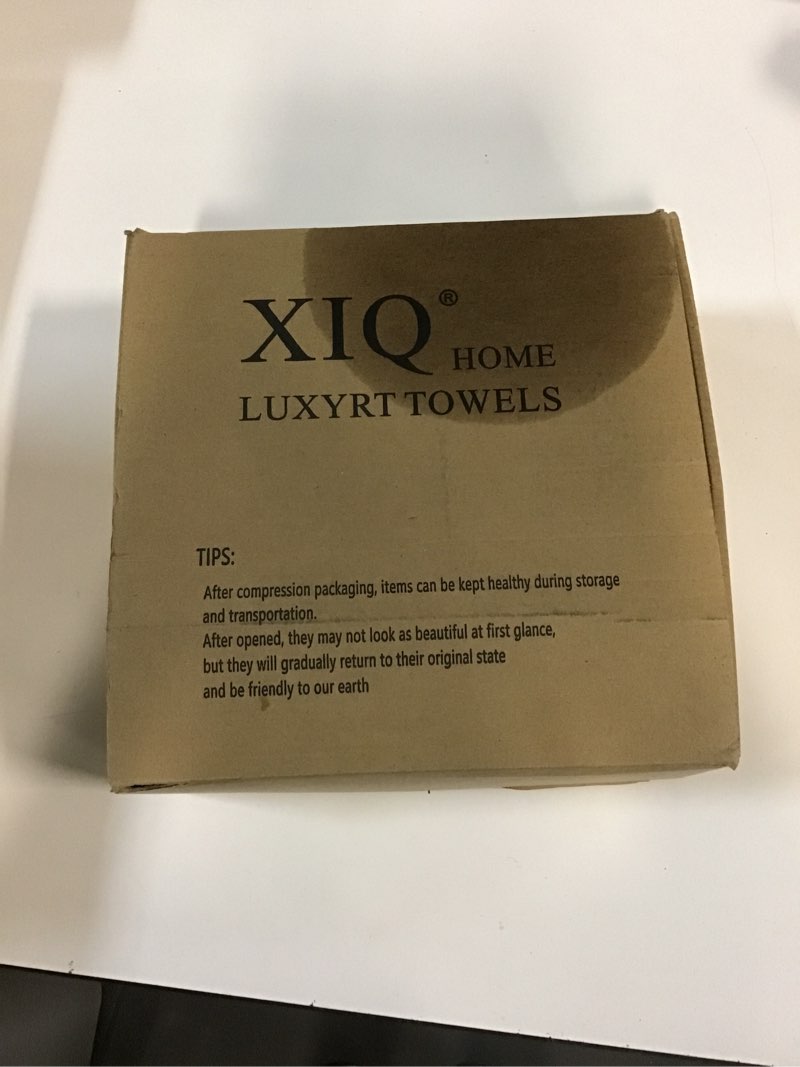 XIQ®
HOME
LUXYRT TOWELS
TIPS:
After compression packaging, items can be kept healthy during storage
and transportation.
After opened, they may not look as beautiful at first glance,
but they will gradually return to their original state
and be friendly to our earth